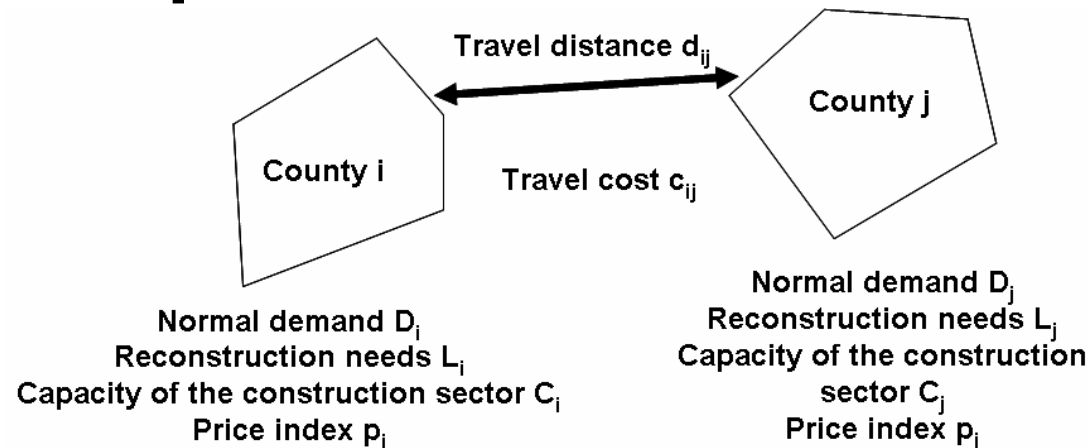 Travel distance dij
County j
County i
Travel cost cij
Normal demand Di
Reconstruction needs Li
Capacity of the construction sector Ci
Price index pi
Normal demand Dj
Reconstruction needs Lj
Capacity of the construction
sector Cj
Price index pj